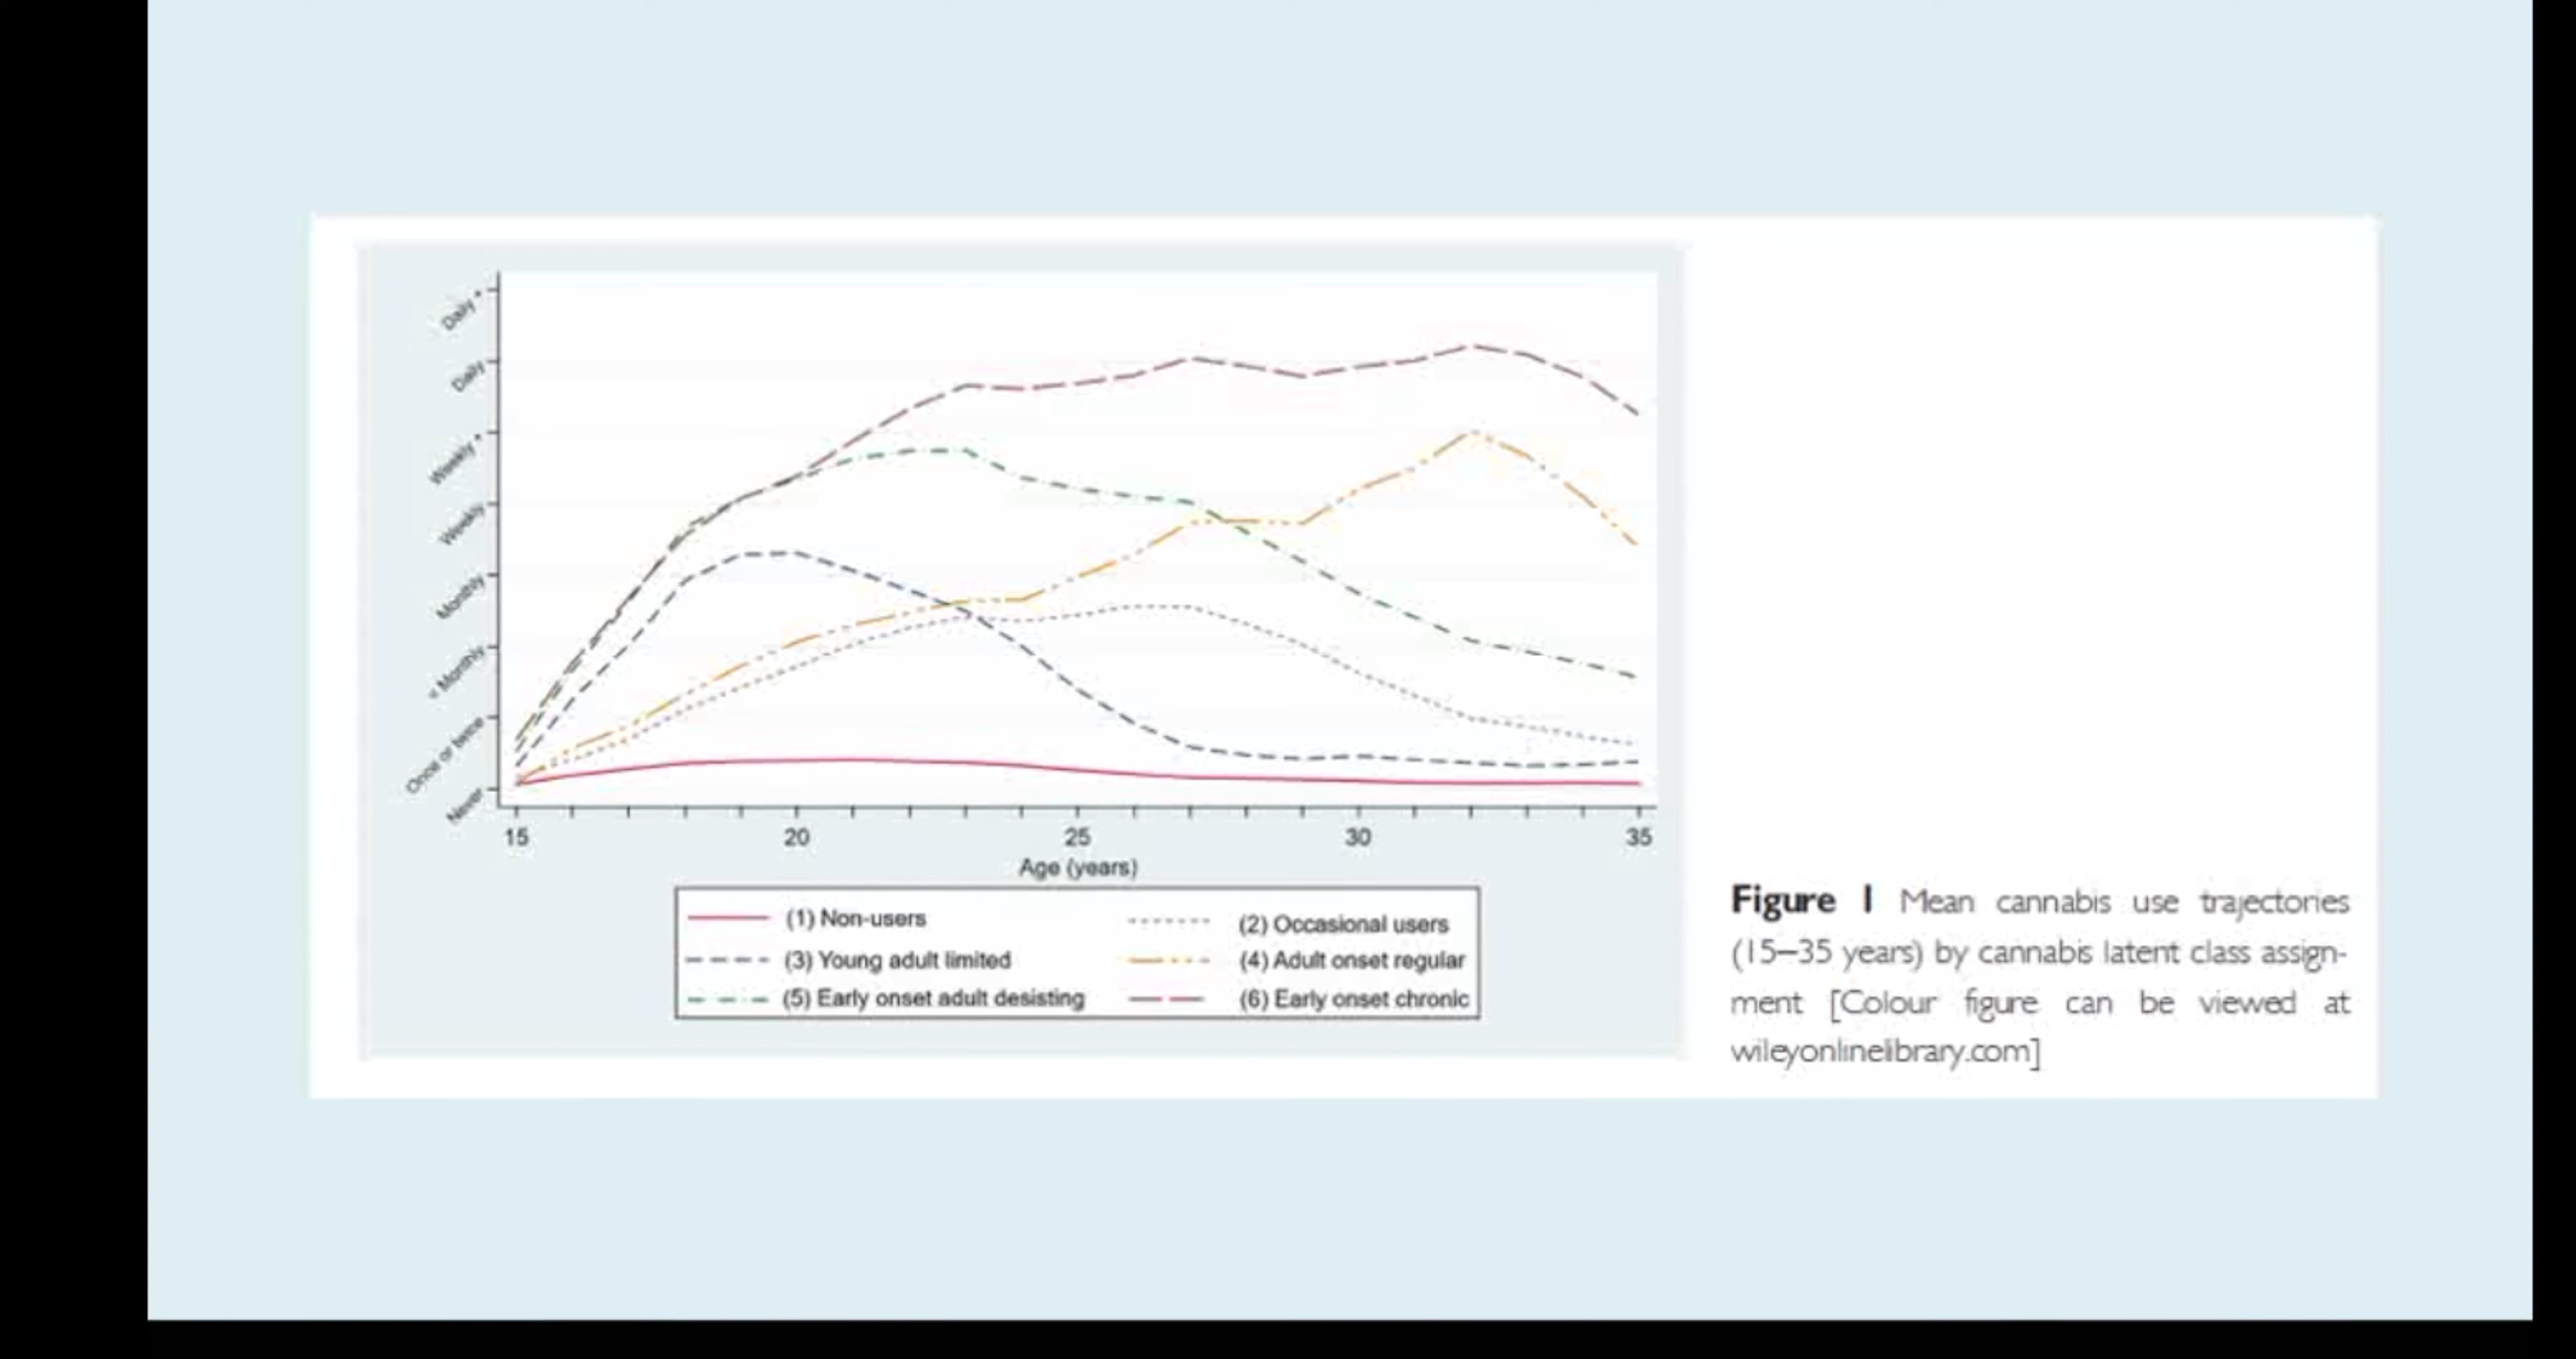 Daily *
Daily
Weekly *
Weekly
Monthly
< Monthly
Once or twice
Never
15 20 25 30 35
Age (years)
(1) Non-users (2) Occasional users
(3) Young adult limited (4) Adult onset regular
(5) Early onset adult desisting (6) Early onset chronic
Figure 1 Mean cannabis use trajectories
(15–35 years) by cannabis latent class assign-
ment [Colour figure can be viewed at
wileyonlinelibrary.com]